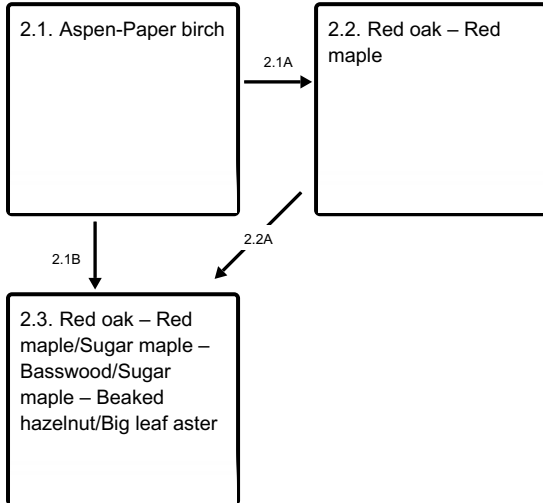 2.1. Aspen-Paper birch
2.1A
2.2. Red oak – Red
maple
2.1B
2.2A
2.3. Red oak – Red
maple/Sugar maple –
Basswood/Sugar
maple – Beaked
hazelnut/Big leaf aster